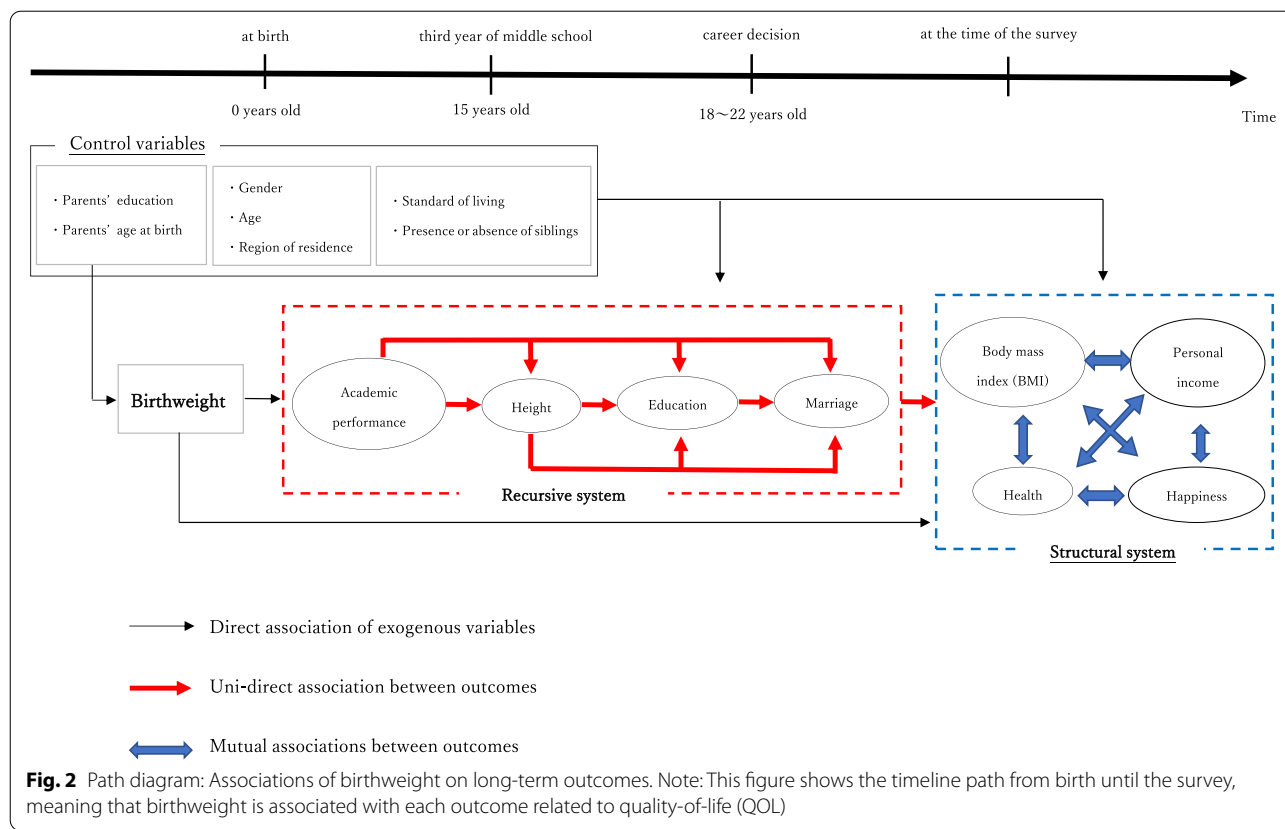 at birth
third year of middle school
career decision
at the time of the survey
0 years old
15 years old
18~22 years old
Time
Control variables
・Parents' education
・Parents' age at birth
・Gender
・Age
・Region of residence
・Standard of living
・Presence or absence of siblings
Birthweight
Academic
performance
Height
Education
Marriage
Recursive system
Body mass
index (BMI)
Personal
income
Health
Happiness
Structural system
Direct association of exogenous variables
Uni-direct association between outcomes
Mutual associations between outcomes
Fig. 2 Path diagram: Associations of birthweight on long-term outcomes. Note: This figure shows the timeline path from birth until the survey,
meaning that birthweight is associated with each outcome related to quality-of-life (QOL)